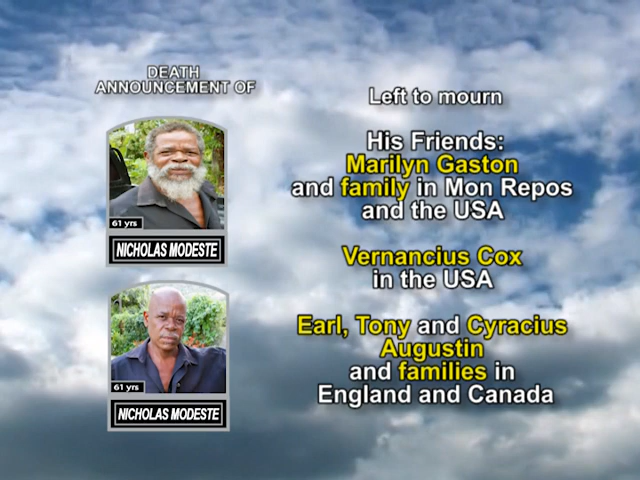 DEATH
ANNOUNCEMENT OF
61 yrs
NICHOLAS MODESTE
61 yrs
NICHOLAS MODESTE
Left to mourn
His Friends:
Marilyn Gaston
and family in Mon Repos
and the USA
Vernancius Cox
in the USA
Earl, Tony and Cyracius
Augustin
and families in
England and Canada